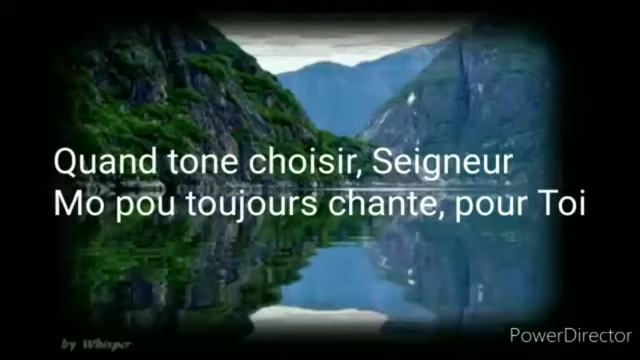 Quand tone choisir, Seigneur
Mo pou toujours chante, pour Toi
by Whisper
PowerDirector